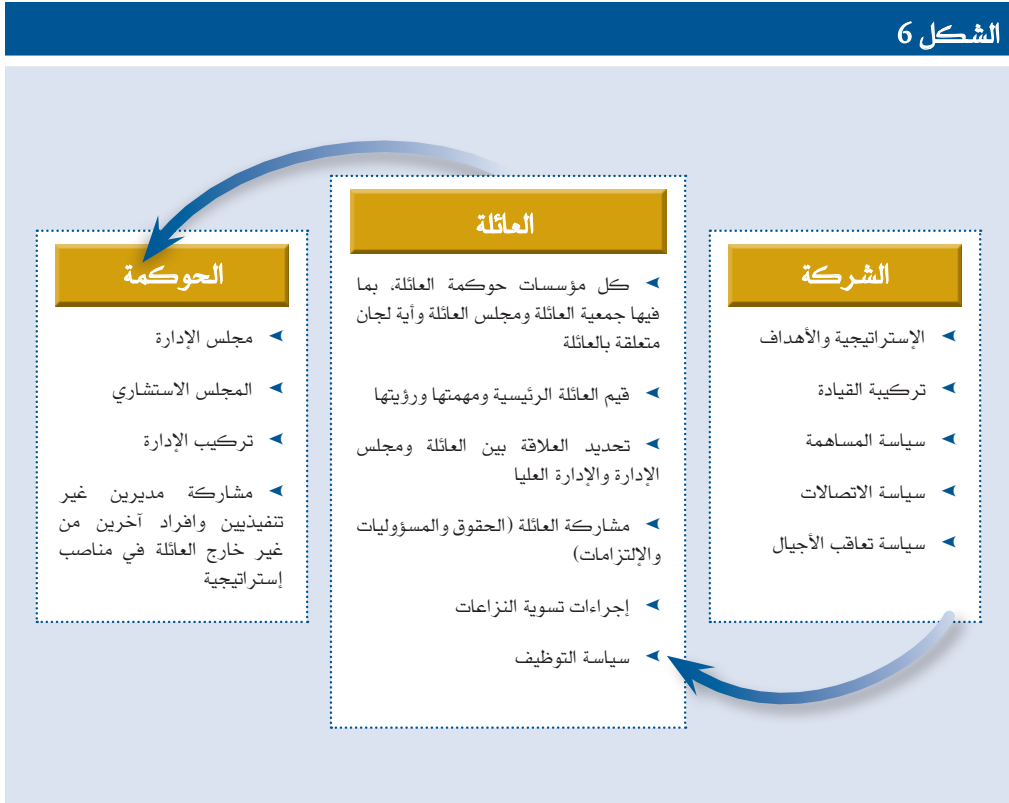 الشكل 6
الشركة
الإستراتيجية والأهداف
تركيبة القيادة
سياسة المساهمة
سياسة الاتصالات
سياسة تعاقب الأجيال
العائلة
كل مؤسسات حوكمة العائلة، بما
فيها جمعية العائلة ومجلس العائلة وأية لجان
متعلقة بالعائلة
قيم العائلة الرئيسية ومهمتها ورؤيتها
تحديد العلاقة بين العائلة ومجلس
الإدارة والإدارة العليا
مشاركة العائلة (الحقوق والمسؤوليات
والإلتزامات)
إجراءات تسوية النزاعات
سياسة التوظيف
الحوكمة
مجلس الإدارة
المجلس الاستشاري
تركيب الإدارة
مشاركة مديرين غير
تنفيذيين وافراد آخرين من
غير خارج العائلة في مناصب
إستراتيجية